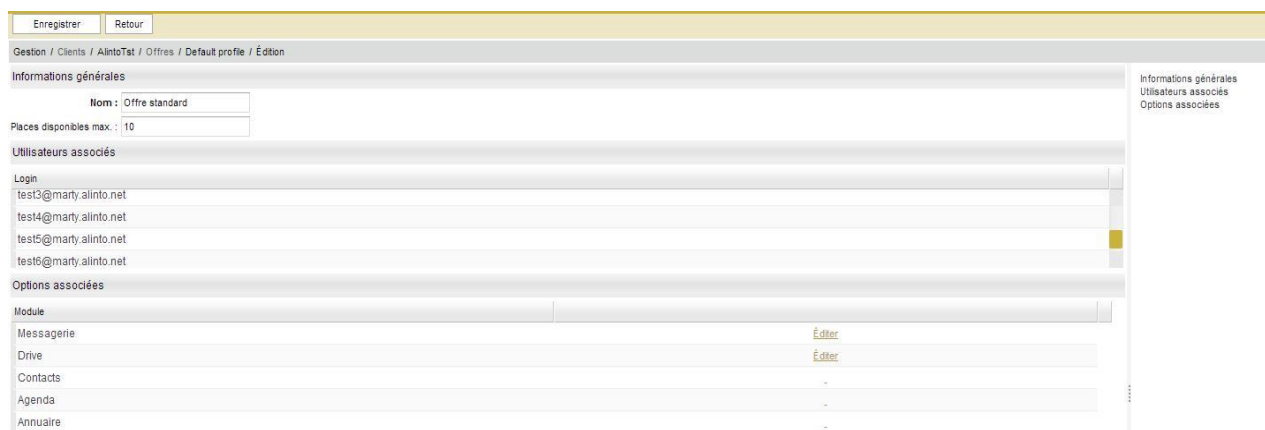 Enregistrer Retour
Gestion / Clients / AlintoTst / Offres / Default profile / Édition
Informations générales
Nom : Offre standard
Places disponibles max. : 10
Utilisateurs associés
Login
test3@marty.alinto.net
test4@marty.alinto.net
test5@marty.alinto.net
test6@marty.alinto.net
Options associées
Module
Messagerie Éditer
Drive Éditer
Contacts -
Agenda -
Annuaire -
Informations générales
Utilisateurs associés
Options associées